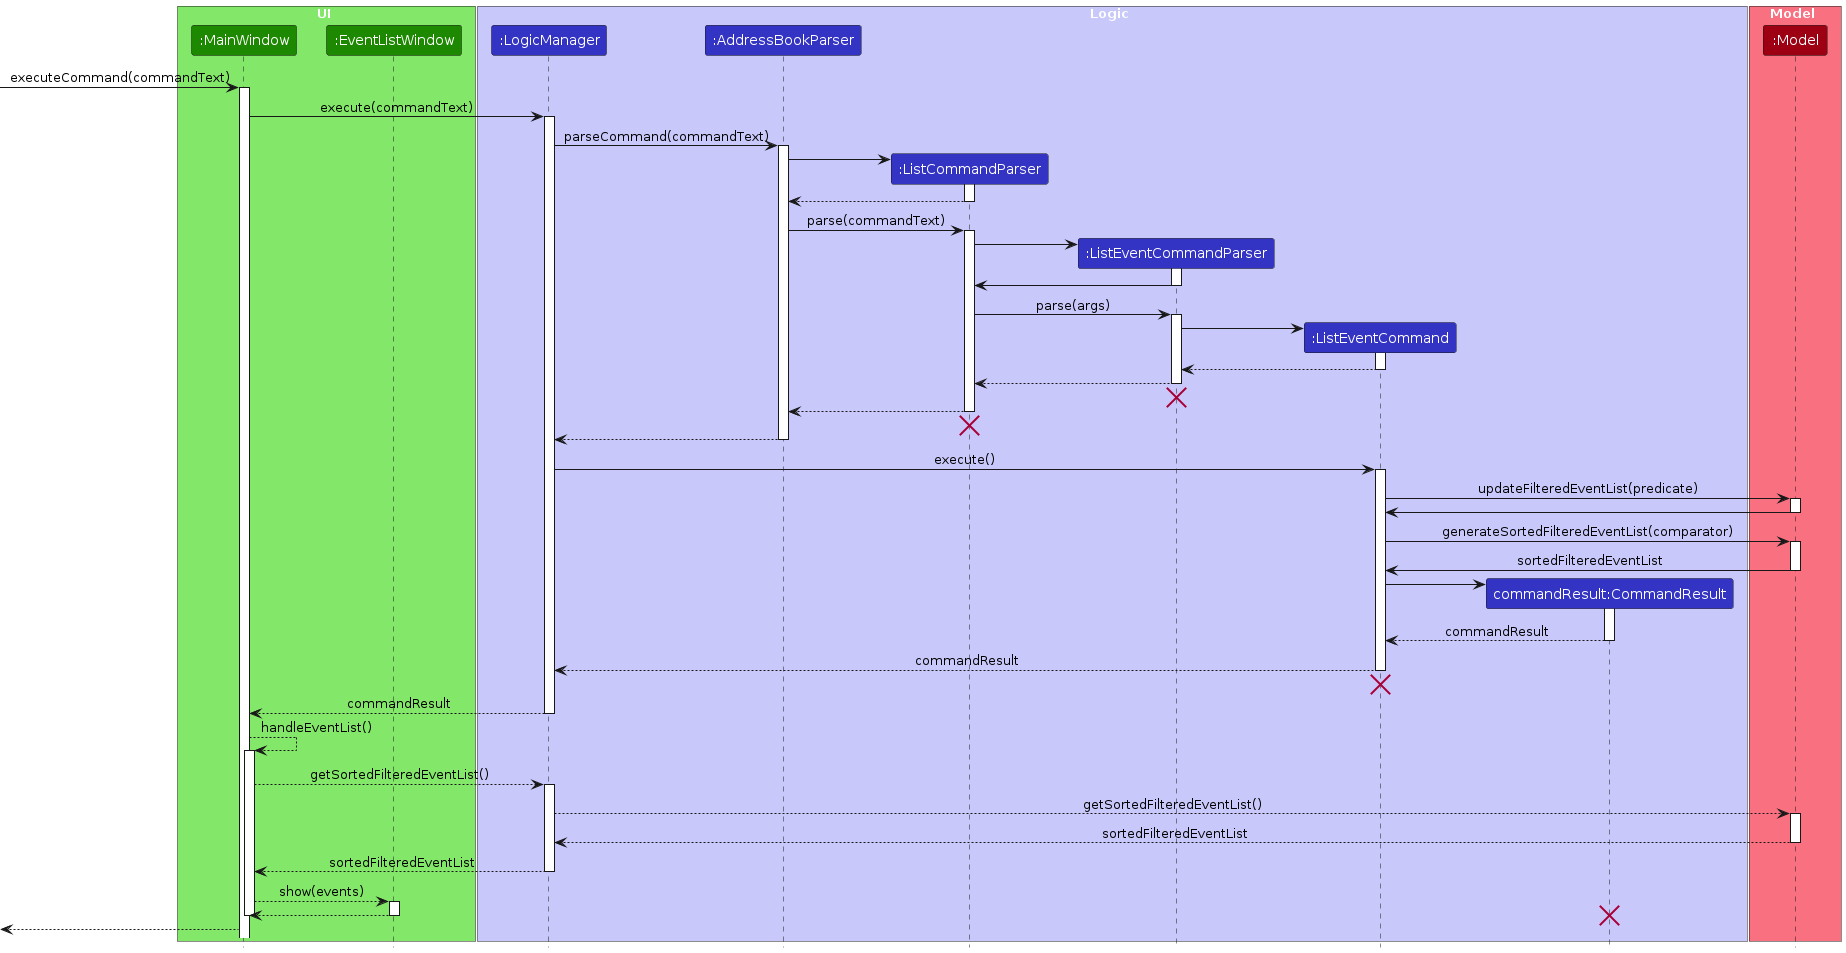 UI
Logic
Model
:MainWindow
:EventListWindow
:LogicManager
:AddressBookParser
:Model
executeCommand(commandText)
execute(commandText)
parseCommand(commandText)
:ListCommandParser
parse(commandText)
:ListEventCommandParser
parse(args)
:ListEventCommand
execute()
updateFilteredEventList(predicate)
generateSortedFilteredEventList(comparator)
sortedFilteredEventList
commandResult:CommandResult
commandResult
commandResult
commandResult
handleEventList()
getSortedFilteredEventList()
getSortedFilteredEventList()
sortedFilteredEventList
sortedFilteredEventList
show(events)